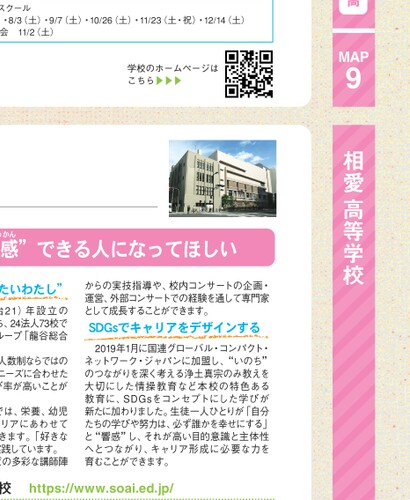 スクール
・8/3（土）・9/7（土）・10/26（土）・11/23（土・祝）・12/14（土）
会 11/2（土）
学校のホームページは
こちら▶▶▶
高
MAP
9
相愛 高等学校
かん
感”できる人になってほしい
たいわたし”
21）年設立の
、24法人73校で
ループ「龍谷総合
人数制ならではの
ニーズに合わせた
率が高いことが
では、栄養、幼児
リアにあわせて
きます。「好きな
実践しています。
の多彩な講師陣
からの実技指導や、校内コンサートの企画・
運営、外部コンサートでの経験を通して専門家
として成長することができます。
SDGsでキャリアをデザインする
2019年1月に国連グローバル・コンパクト・
ネットワーク・ジャパンに加盟し、“いのち”
のつながりを深く考える浄土真宗のみ教えを
大切にした情操教育など本校の特色ある
教育に、SDGsをコンセプトにした学びが
新たに加わりました。生徒一人ひとりが「自分
たちの学びや努力は、必ず誰かを幸せにする」
と“響感”し、それが高い目的意識と主体性
へとつながり、キャリア形成に必要な力を
育むことができます。
校 https://www.soai.ed.jp/